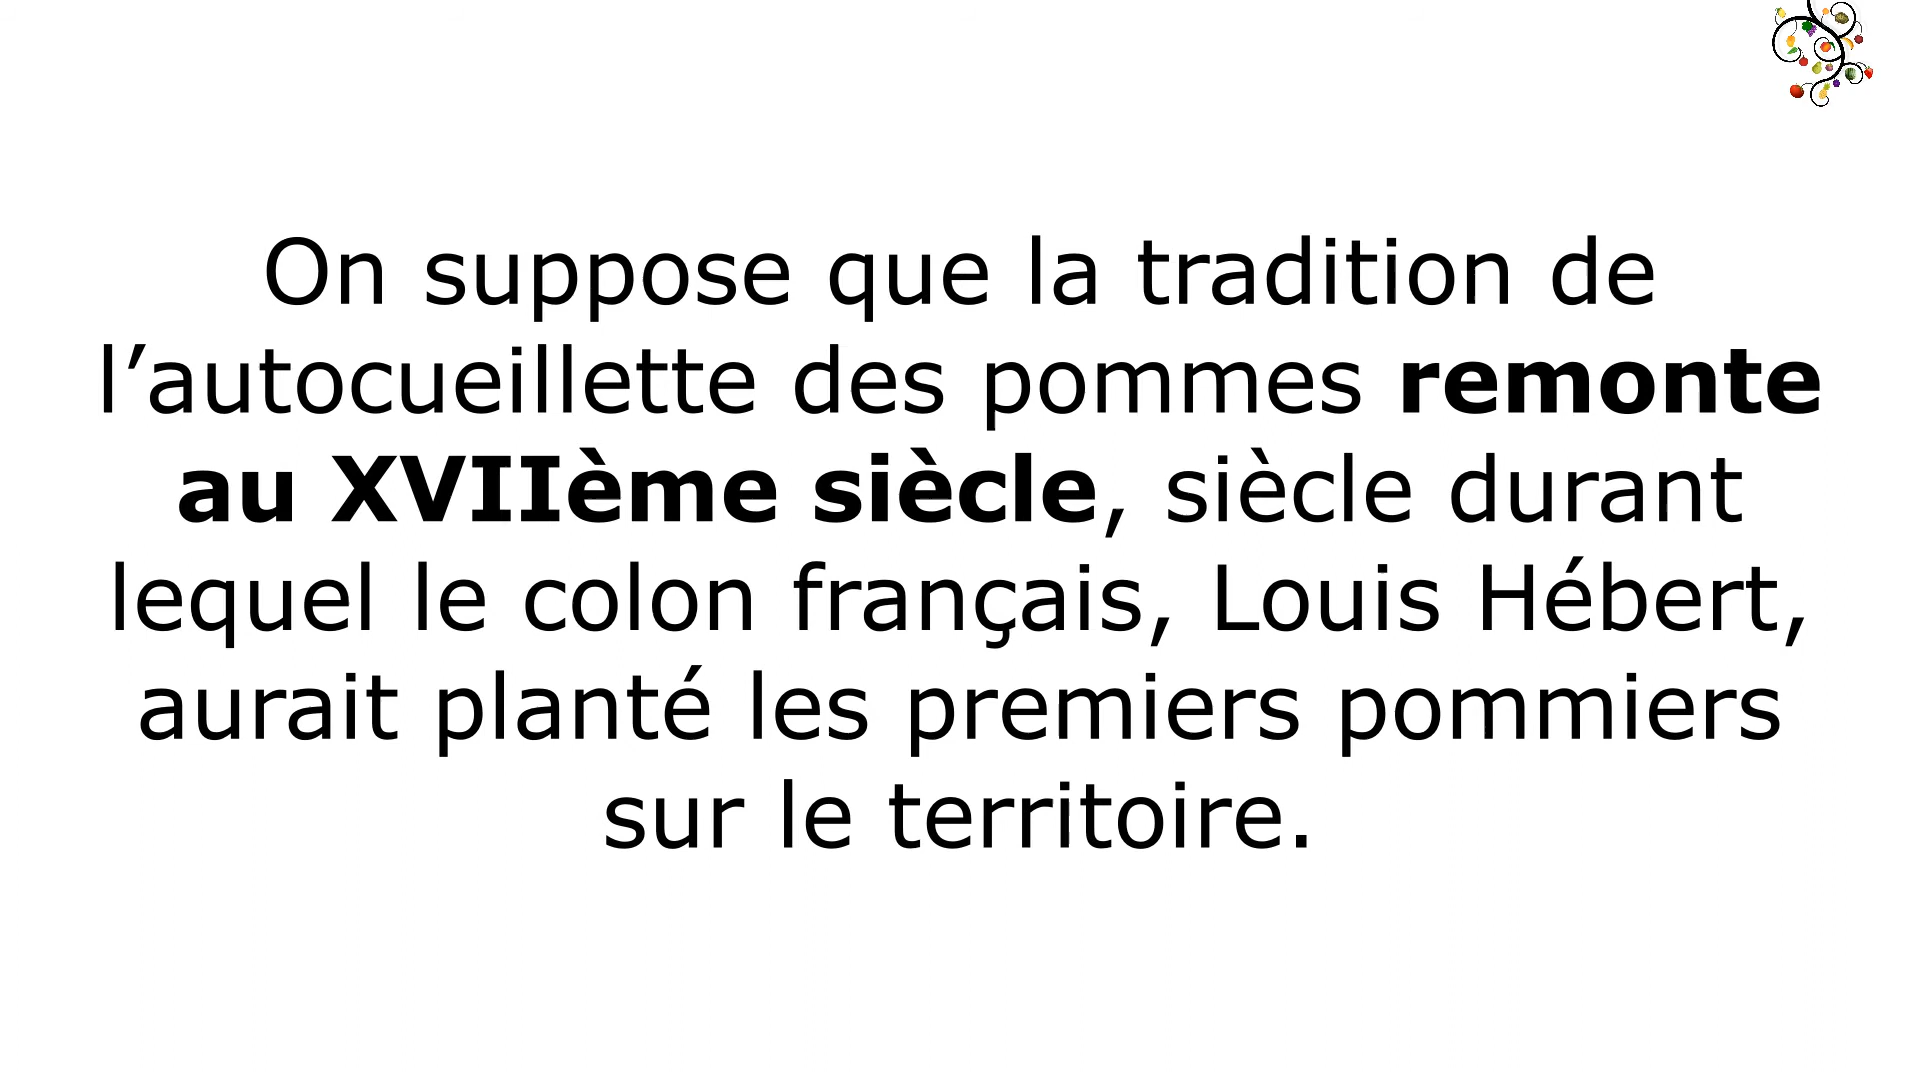 On suppose que la tradition de
l’autocueillette des pommes remonte
au XVIIème siècle, siècle durant
lequel le colon français, Louis Hébert,
aurait planté les premiers pommiers
sur le territoire.